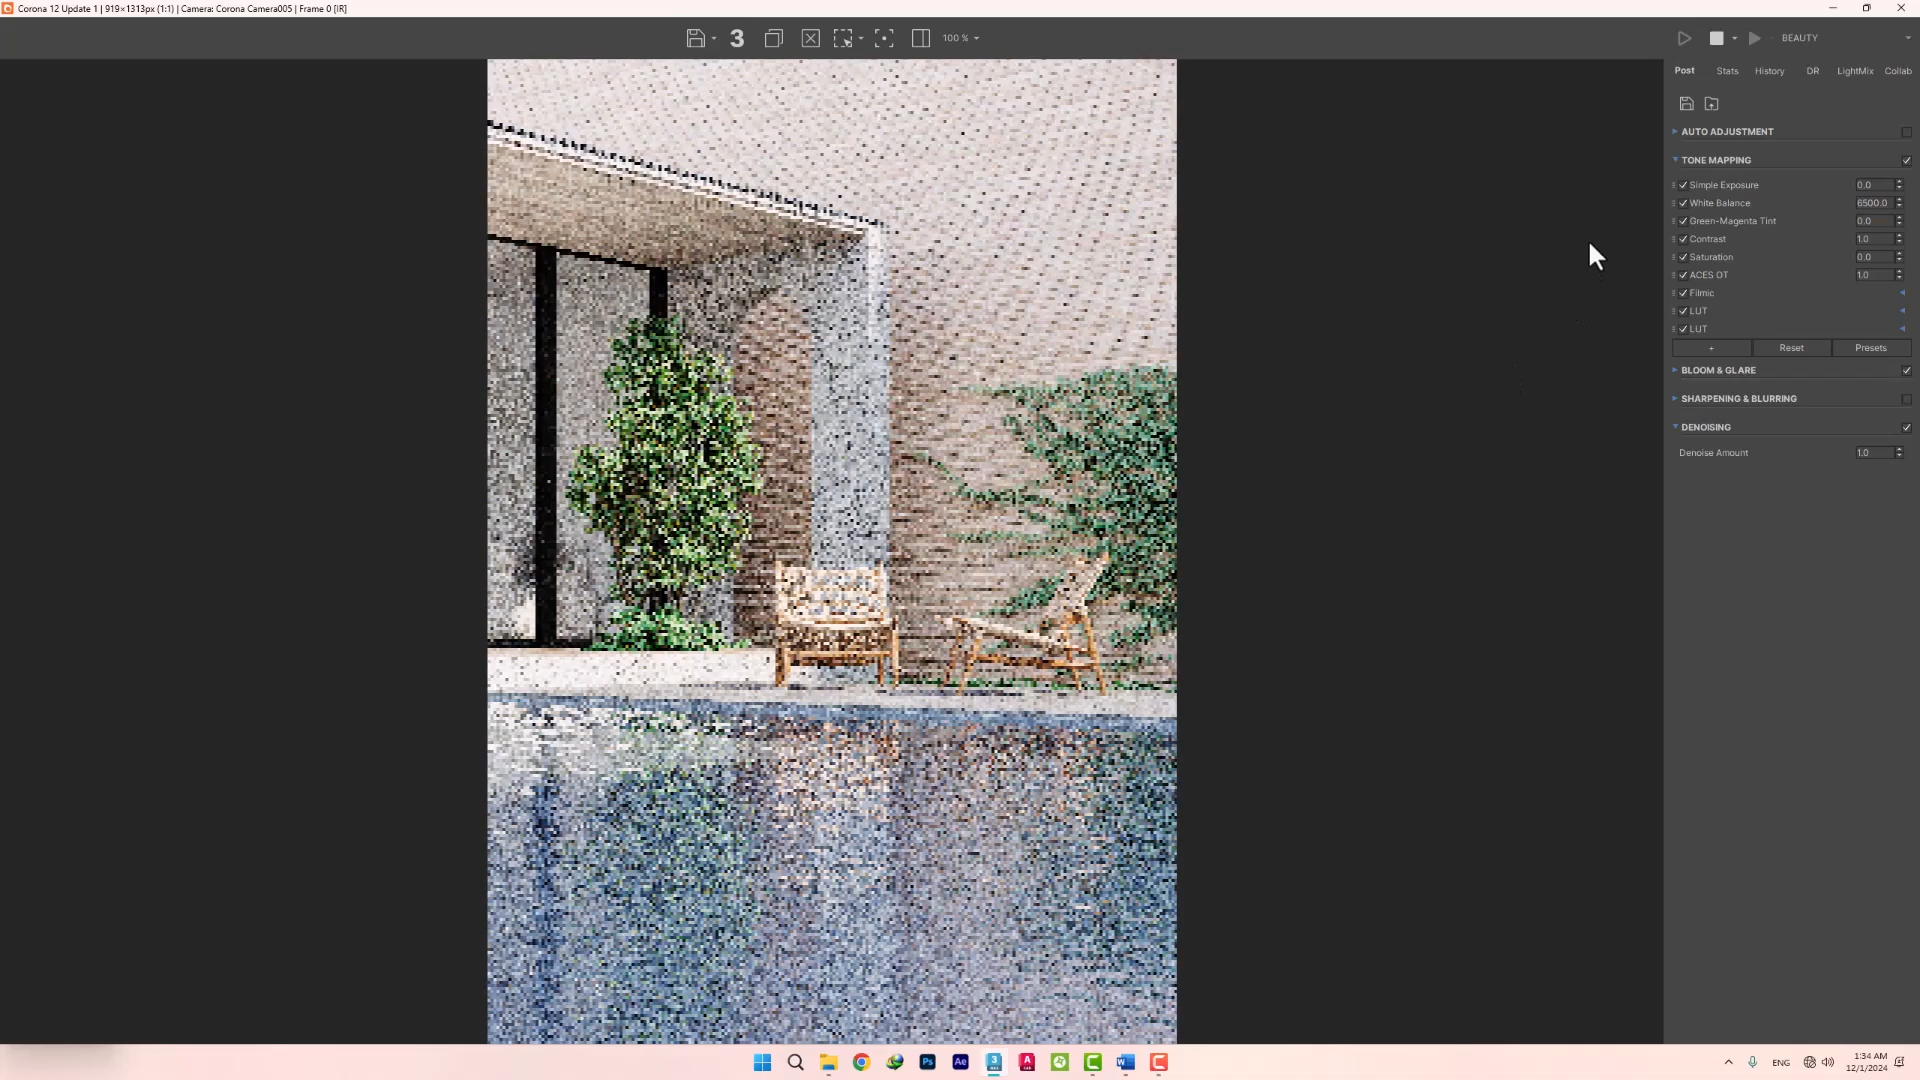 Corona 12 Update 1 | 919×1313px (1:1) | Camera: Corona Camera005 | Frame 0 [IR]
3
100 %
BEAUTY
Post Stats History DR LightMix Collab
AUTO ADJUSTMENT
TONE MAPPING
Simple Exposure 0.0
White Balance 6500.0
Green-Magenta Tint 0.0
Contrast 1.0
Saturation 0.0
ACES OT 1.0
Filmic
LUT
LUT
+ Reset Presets
BLOOM & GLARE
SHARPENING & BLURRING
DENOISING
Denoise Amount 1.0
Ps Ae 3 A W
ENG
1:34 AM
12/1/2024